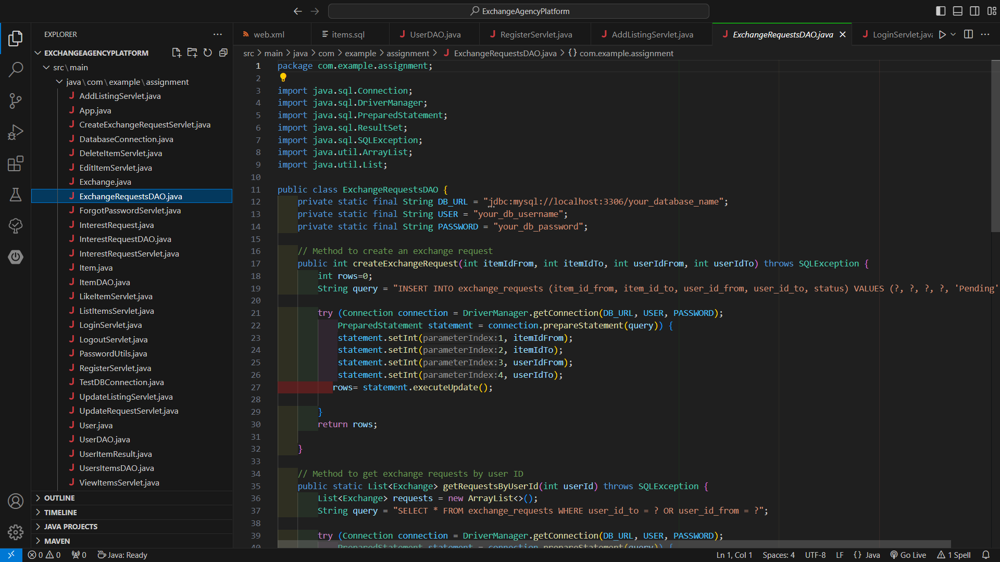 ExchangeAgencyPlatform
EXPLORER
web.xml
items.sql
UserDAO.java
RegisterServlet.java
AddListingServlet.java
ExchangeRequestsDAO.java
LoginServlet.java
EXCHANGEAGENCYPLATFORM
src\main
java\com\example\assignment
AddListingServlet.java
App.java
CreateExchangeRequestServlet.java
DatabaseConnection.java
DeleteItemServlet.java
EditItemServlet.java
Exchange.java
ExchangeRequestsDAO.java
ForgotPasswordServlet.java
InterestRequest.java
InterestRequestDAO.java
InterestRequestServlet.java
Item.java
ItemDAO.java
LikeItemServlet.java
ListItemsServlet.java
LoginServlet.java
LogoutServlet.java
PasswordUtils.java
RegisterServlet.java
TestDBConnection.java
UpdateListingServlet.java
UpdateRequestServlet.java
User.java
UserDAO.java
UserItemResult.java
UsersItemsDAO.java
ViewItemsServlet.java
OUTLINE
TIMELINE
JAVA PROJECTS
MAVEN
src > main > java > com > example > assignment > ExchangeRequestsDAO.java > {} com.example.assignment
1 package com.example.assignment;
2
3 import java.sql.Connection;
4 import java.sql.DriverManager;
5 import java.sql.PreparedStatement;
6 import java.sql.ResultSet;
7 import java.sql.SQLException;
8 import java.util.ArrayList;
9 import java.util.List;
10
11 public class ExchangeRequestsDAO {
12 private static final String DB_URL = "jdbc:mysql://localhost:3306/your_database_name";
13 private static final String USER = "your_db_username";
14 private static final String PASSWORD = "your_db_password";
15
16 // Method to create an exchange request
17 public int createExchangeRequest(int itemIdFrom, int itemIdTo, int userIdFrom, int userIdTo) throws SQLException {
18 int rows=0;
19 String query = "INSERT INTO exchange_requests (item_id_from, item_id_to, user_id_from, user_id_to, status) VALUES (?, ?, ?, ?, 'Pending'
20
21 try (Connection connection = DriverManager.getConnection(DB_URL, USER, PASSWORD);
22 PreparedStatement statement = connection.prepareStatement(query)) {
23 statement.setInt(parameterIndex:1, itemIdFrom);
24 statement.setInt(parameterIndex:2, itemIdTo);
25 statement.setInt(parameterIndex:3, userIdFrom);
26 statement.setInt(parameterIndex:4, userIdTo);
27 rows= statement.executeUpdate();
28
29 }
30 return rows;
31
32 }
33
34 // Method to get exchange requests by user ID
35 public static List<Exchange> getRequestsByUserId(int userId) throws SQLException {
36 List<Exchange> requests = new ArrayList<>();
37 String query = "SELECT * FROM exchange_requests WHERE user_id_to = ? OR user_id_from = ?";
38
39 try (Connection connection = DriverManager.getConnection(DB_URL, USER, PASSWORD);
40 PreparedStatement statement = connection.prepareStatement(query)) {
0 0 0 Java: Ready
Ln 1, Col 1 Spaces: 4 UTF-8 LF {} Java Go Live 1 Spell